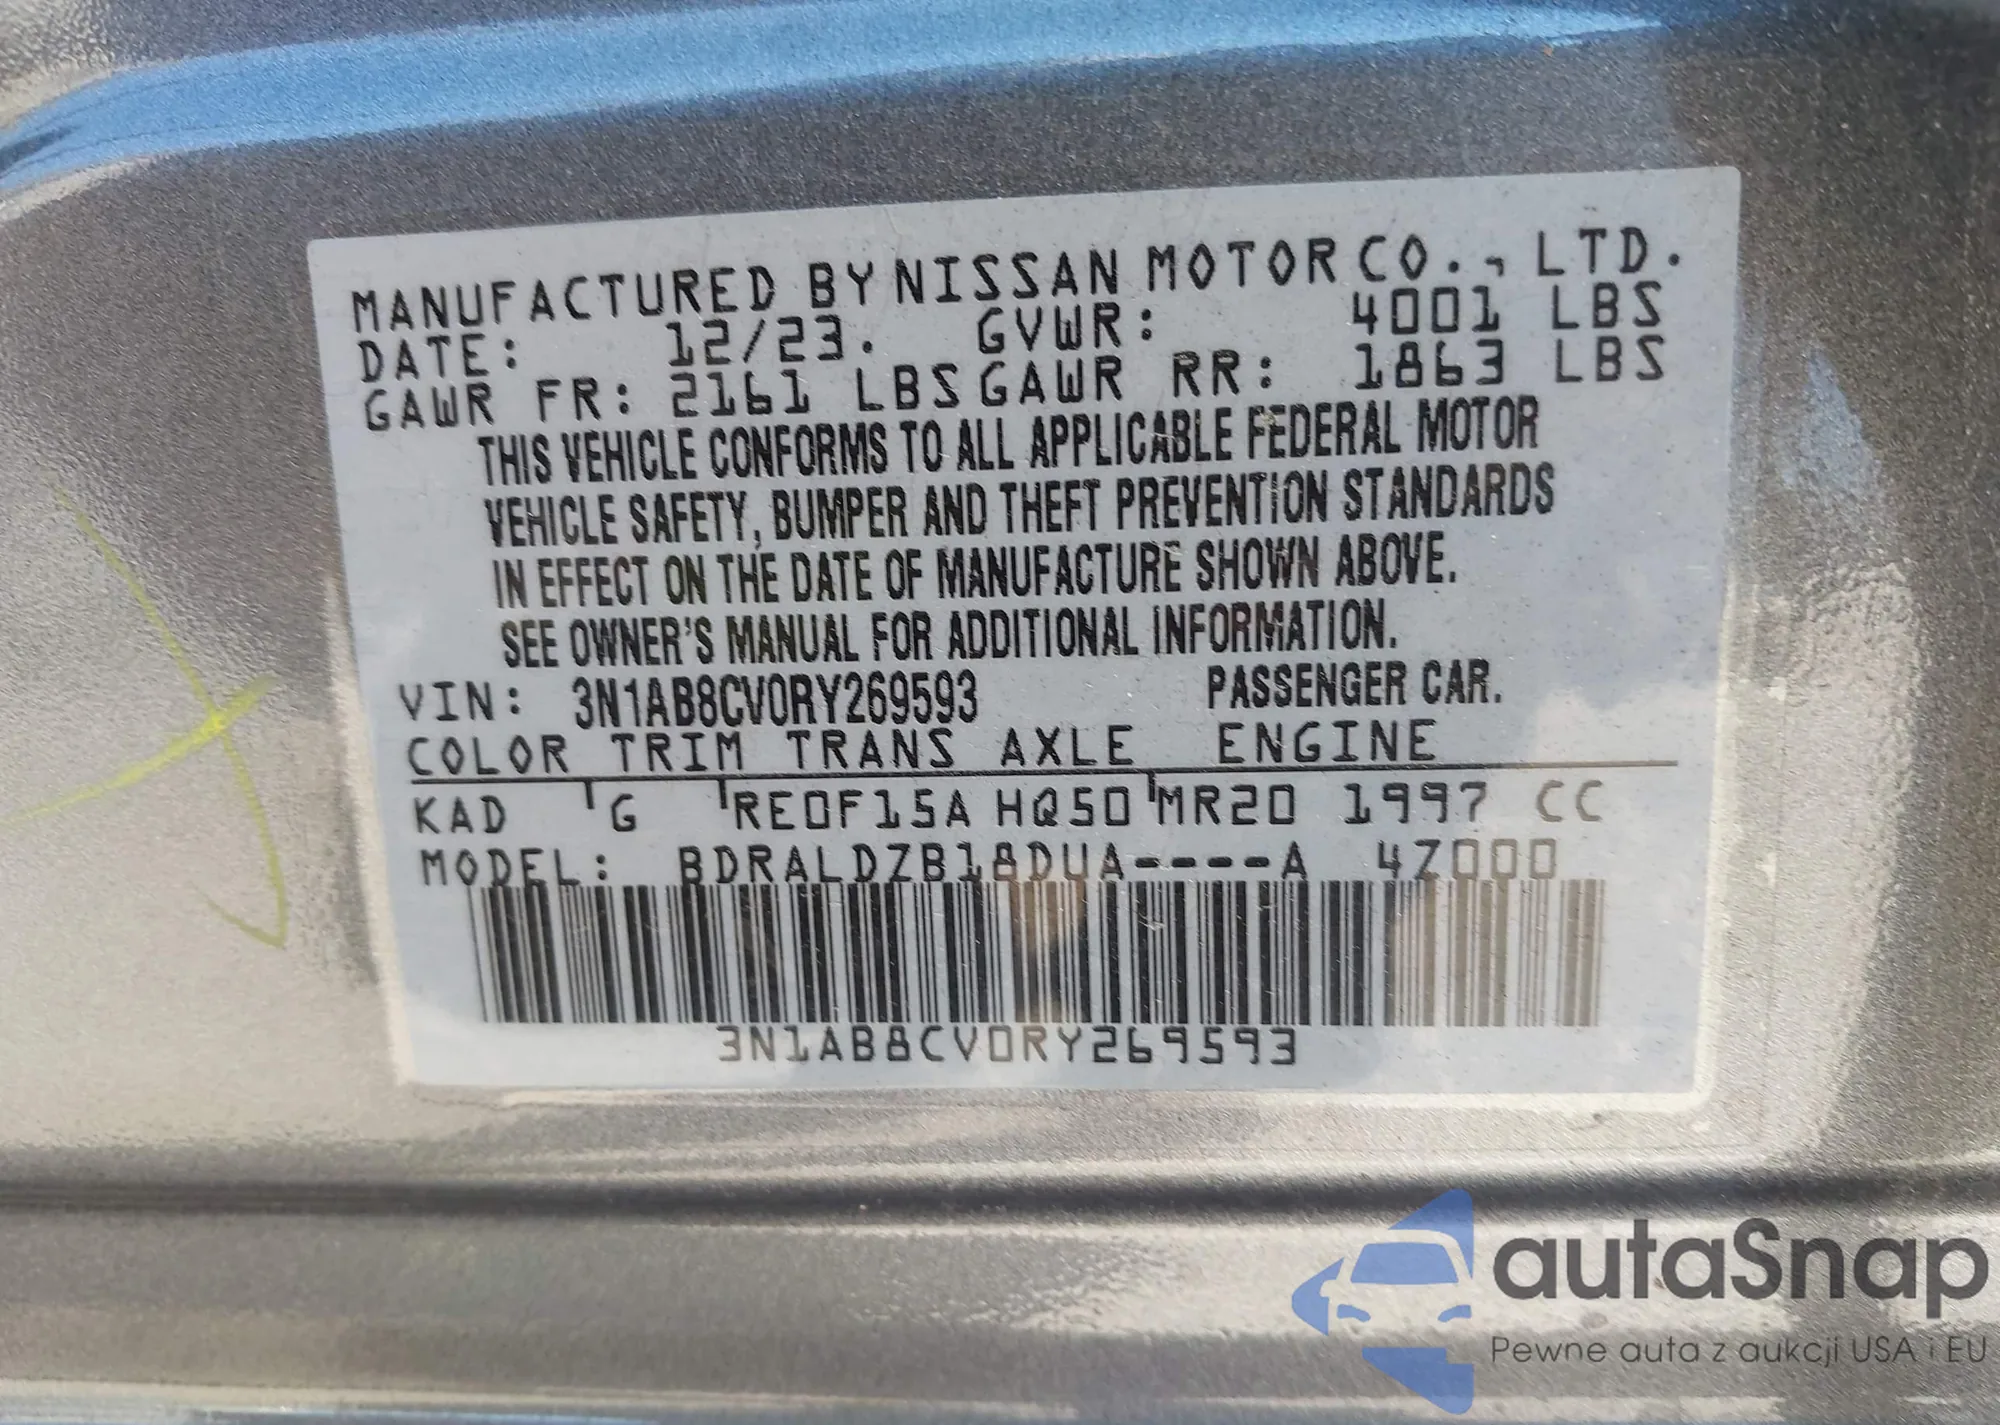 MANUFACTURED BY NISSAN MOTOR CO., LTD.
DATE: 12/23. GVWR: 4001 LBS
GAWR FR: 2161 LBS GAWR RR: 1863 LBS
THIS VEHICLE CONFORMS TO ALL APPLICABLE FEDERAL MOTOR
VEHICLE SAFETY, BUMPER AND THEFT PREVENTION STANDARDS
IN EFFECT ON THE DATE OF MANUFACTURE SHOWN ABOVE.
SEE OWNER'S MANUAL FOR ADDITIONAL INFORMATION.
VIN: 3N1AB8CV0RY269593 PASSENGER CAR.
COLOR TRIM TRANS AXLE ENGINE
KAD G RE0F15A HQ50 MR20 1997 CC
MODEL: BDRALDZB18DUA----A 4Z000
3N1AB8CV0RY269593
autaSnap
Pewne auta z aukcji USA i EU